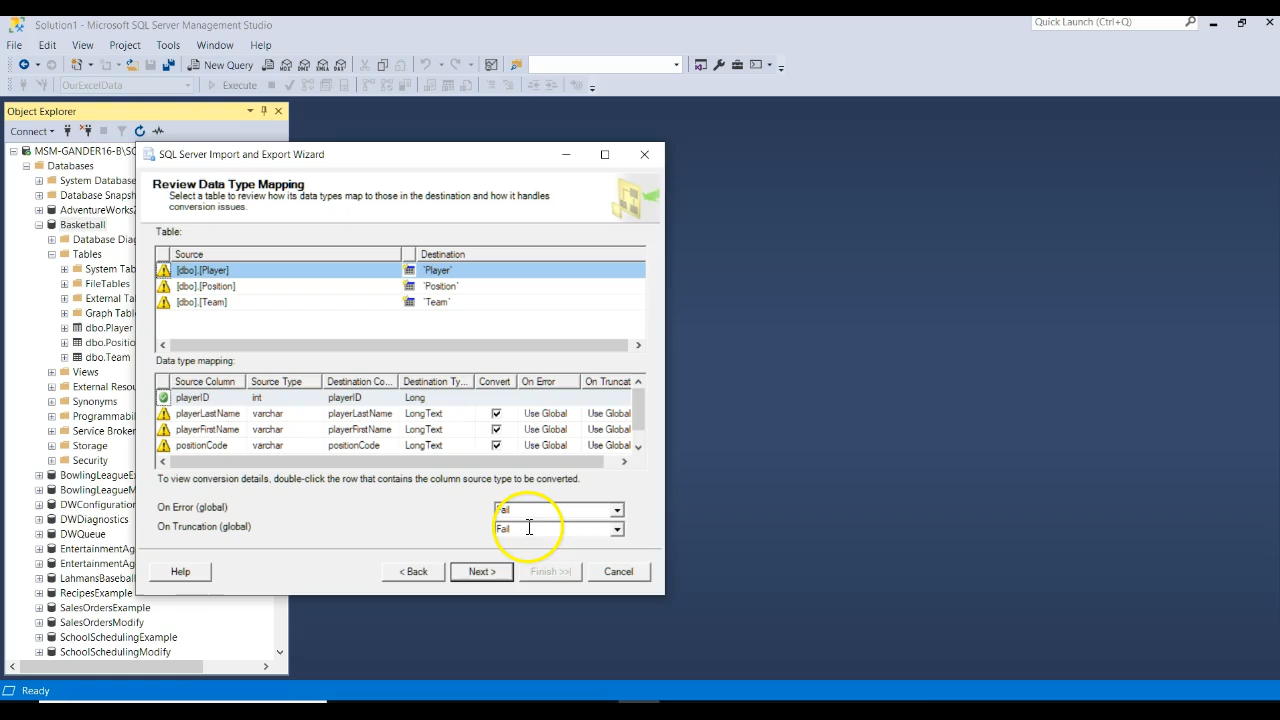 Solution1 - Microsoft SQL Server Management Studio
Quick Launch (Ctrl+Q)
File Edit View Project Tools Window Help
New Query
OurExcelData Execute
Object Explorer
Connect
MSM-GANDER16-B\SQ
Databases
System Database
Database Snapsh
AdventureWorks2
Basketball
Database Diag
Tables
System Tab
FileTables
External Ta
Graph Table
dbo.Player
dbo.Positio
dbo.Team
Views
External Resou
Synonyms
Programmabi
Service Broker
Storage
Security
BowlingLeagueE
BowlingLeagueM
DWConfiguration
DWDiagnostics
DWQueue
EntertainmentAg
EntertainmentAg
LahmansBaseball
RecipesExample
SalesOrdersExample
SalesOrdersModify
SchoolSchedulingExample
SchoolSchedulingModify
SQL Server Import and Export Wizard
Review Data Type Mapping
Select a table to review how its data types map to those in the destination and how it handles
conversion issues.
Table:
Source Destination
[dbo].[Player] `Player`
[dbo].[Position] `Position`
[dbo].[Team] `Team`
Data type mapping:
Source Column Source Type Destination Co... Destination Ty... Convert On Error On Truncat
playerID int playerID Long
playerLastName varchar playerLastName LongText Use Global Use Global
playerFirstName varchar playerFirstName LongText Use Global Use Global
positionCode varchar positionCode LongText Use Global Use Global
To view conversion details, double-click the row that contains the column source type to be converted.
On Error (global) Fail
On Truncation (global) Fail
Help < Back Next > Finish >>| Cancel
Ready